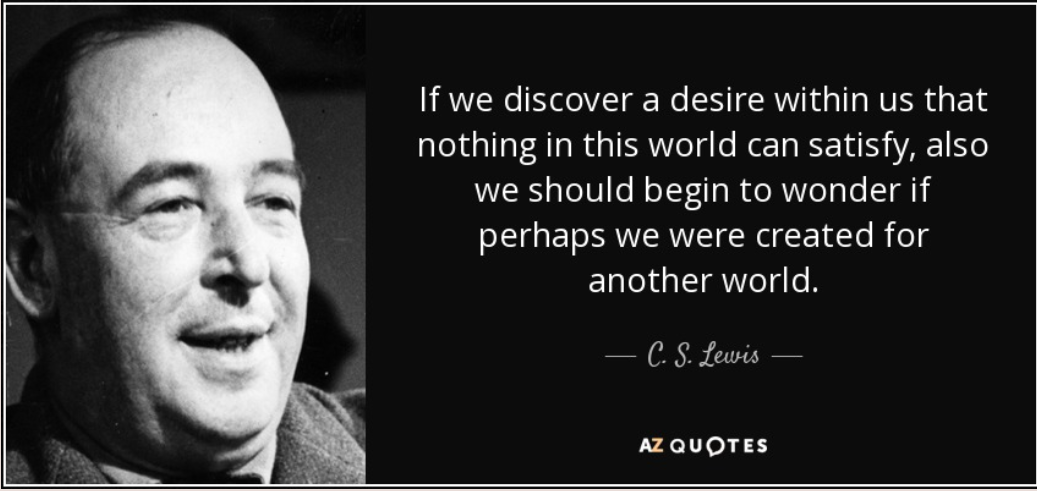 If we discover a desire within us that
nothing in this world can satisfy, also
we should begin to wonder if
perhaps we were created for
another world.
— C. S. Lewis —
AZ QUOTES